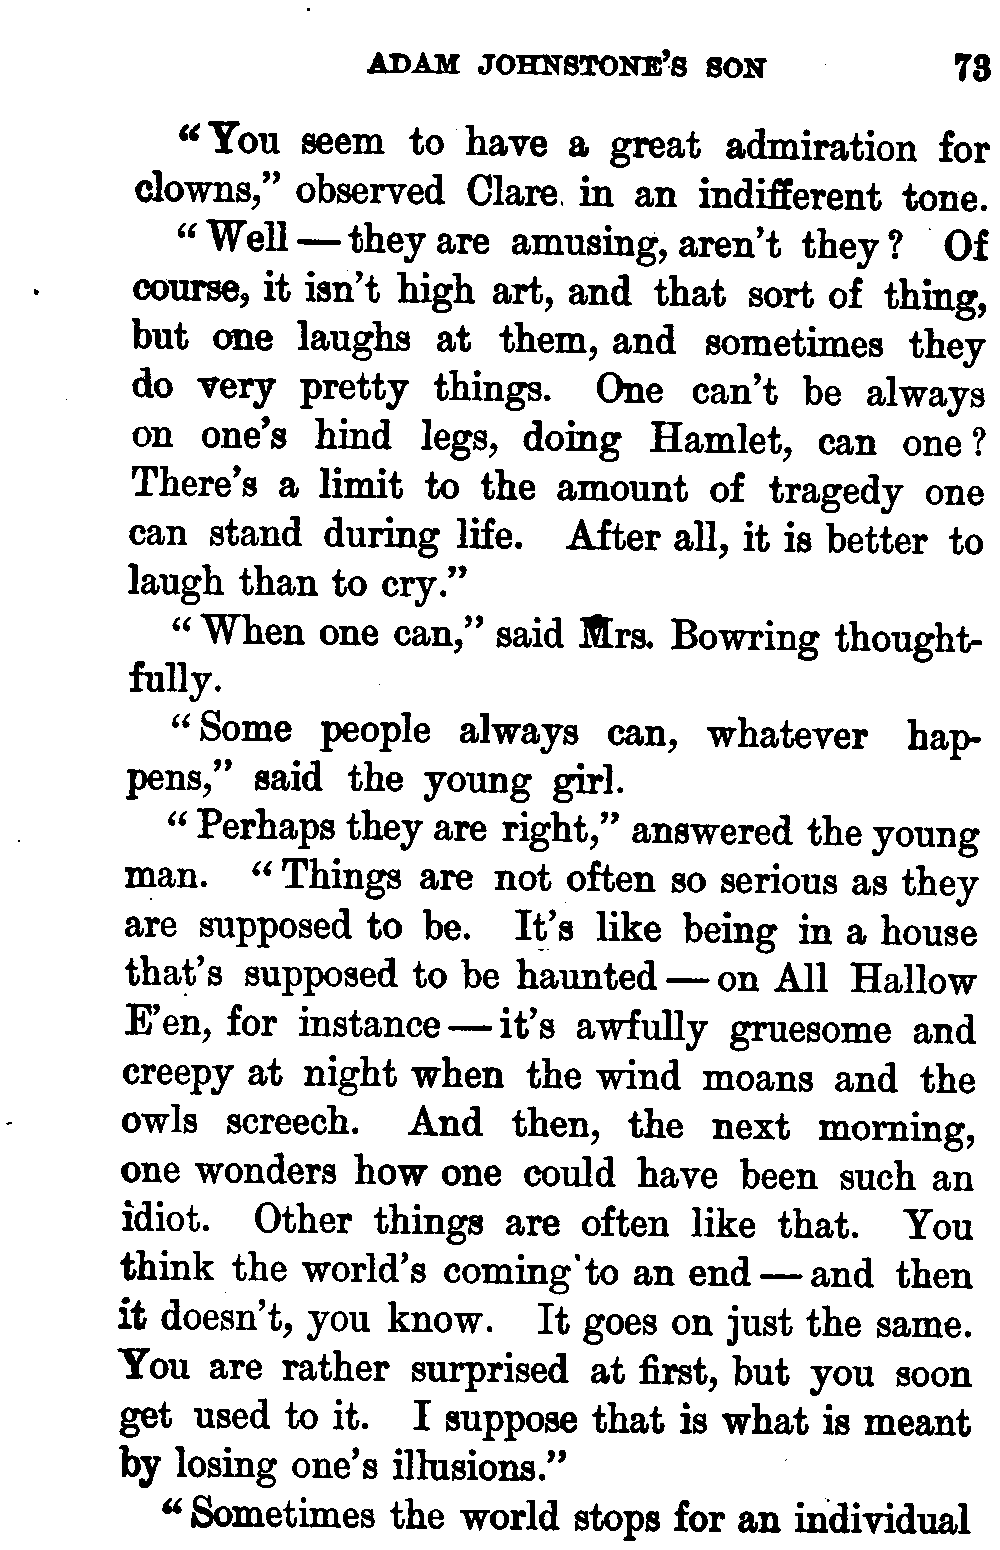 ADAM JOHNSTONE'S SON 73
"You seem to have a great admiration for
clowns," observed Clare in an indifferent tone.
"Well — they are amusing, aren't they? Of
course, it isn't high art, and that sort of thing,
but one laughs at them, and sometimes they
do very pretty things. One can't be always
on one's hind legs, doing Hamlet, can one?
There's a limit to the amount of tragedy one
can stand during life. After all, it is better to
laugh than to cry."
"When one can," said Mrs. Bowring thought-
fully.
"Some people always can, whatever hap-
pens," said the young girl.
"Perhaps they are right," answered the young
man. "Things are not often so serious as they
are supposed to be. It's like being in a house
that's supposed to be haunted — on All Hallow
E'en, for instance — it's awfully gruesome and
creepy at night when the wind moans and the
owls screech. And then, the next morning,
one wonders how one could have been such an
idiot. Other things are often like that. You
think the world's coming to an end — and then
it doesn't, you know. It goes on just the same.
You are rather surprised at first, but you soon
get used to it. I suppose that is what is meant
by losing one's illusions."
"Sometimes the world stops for an individual